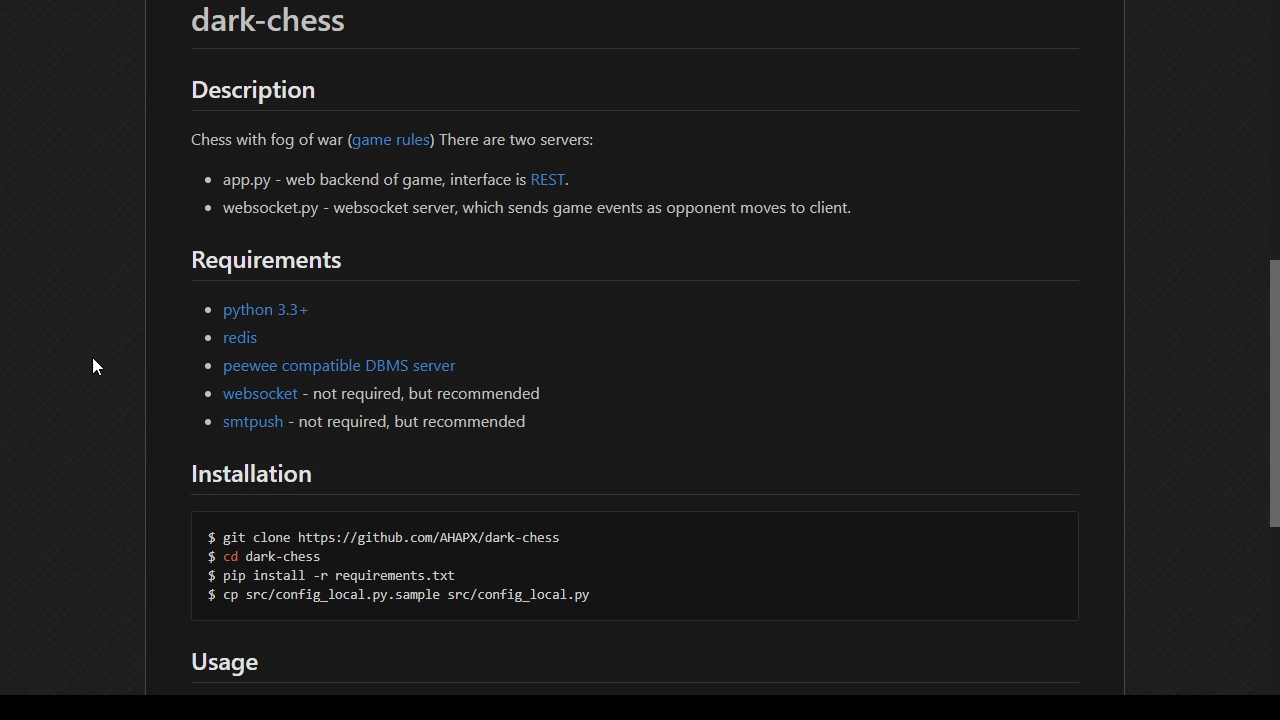 dark-chess
Description
Chess with fog of war (game rules) There are two servers:
app.py - web backend of game, interface is REST.
websocket.py - websocket server, which sends game events as opponent moves to client.
Requirements
python 3.3+
redis
peewee compatible DBMS server
websocket - not required, but recommended
smtpush - not required, but recommended
Installation
$ git clone https://github.com/AHAPX/dark-chess
$ cd dark-chess
$ pip install -r requirements.txt
$ cp src/config_local.py.sample src/config_local.py
Usage